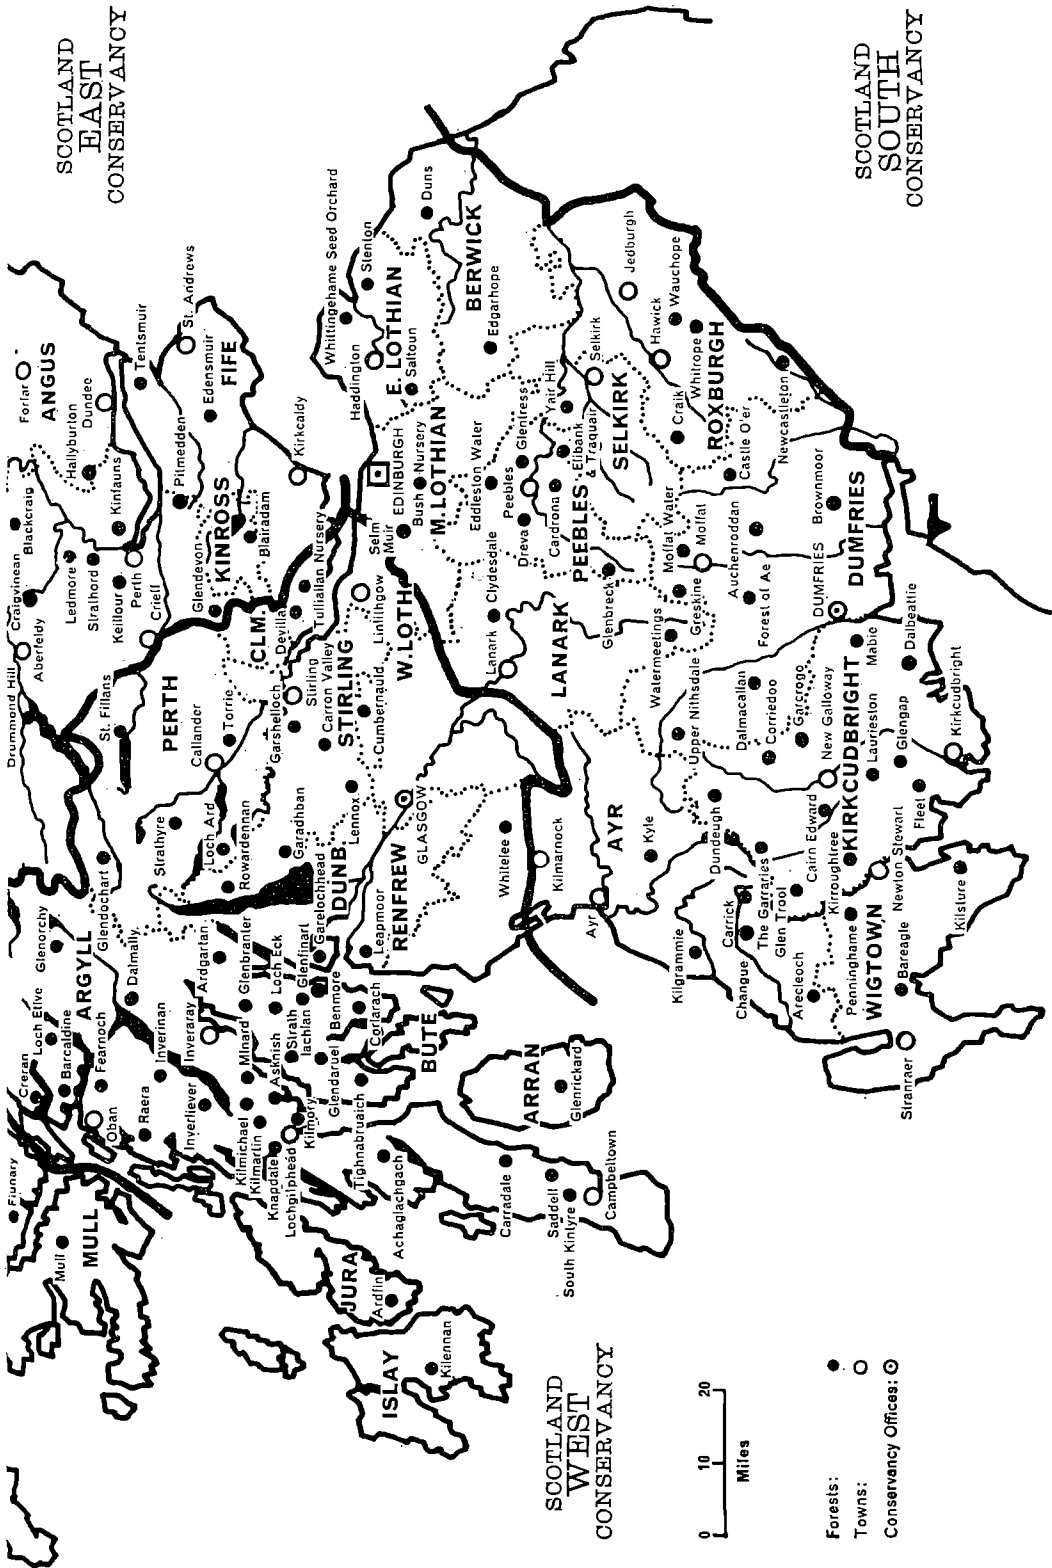 SCOTLAND
EAST
CONSERVANCY
SCOTLAND
SOUTH
CONSERVANCY
SCOTLAND
WEST
CONSERVANCY
Drummond Hill
Aberfeldy
Craigvinean
Blackcraig
Ledmore
Strathord
Keillour
Perth
Crieff
Kinfauns
Hallyburton
Dundee
Forfar
ANGUS
Tentsmuir
St. Andrews
Edensmuir
FIFE
Pitmedden
Kirkcaldy
KINROSS
Blairadam
Glendevon
Tulliallan Nursery
Devilla
CLM.
St. Fillans
PERTH
Callander
Torrie
Garshelloch
Stirling
Carron Valley
STIRLING
Cumbernauld
Linlithgow
W.LOTH
Selm
Muir
EDINBURGH
Bush Nursery
M.LOTHIAN
Haddington
Whittingehame Seed Orchard
Stenton
E. LOTHIAN
Saltoun
Duns
BERWICK
Edgarhope
Eddleston Water
Peebles
Glentress
Dreva
Cardrona
PEEBLES
Elibank
& Traquair
Yair Hill
Selkirk
SELKIRK
Jedburgh
Hawick
Wauchope
Whitrope
ROXBURGH
Craik
Castle O'er
Newcastleton
Clydesdale
Lanark
LANARK
Glenbreck
Moffat Water
Moffat
Greskine
Watermeetings
Auchenroddan
Forest of Ae
Brownmoor
DUMFRIES
DUMFRIES
Mabie
Dalbeattie
Upper Nithsdale
Dalmacallan
Corriedoo
Garcrogo
New Galloway
KIRKCUDBRIGHT
Laurieston
Glengap
Kirkcudbright
Fleet
Dundeugh
Cairn Edward
Kirroughtree
Newton Stewart
The Garraries
Glen Trool
Carrick
Changue
Kilgrammie
Arecleoch
Penninghame
WIGTOWN
Bareagle
Kilsture
Stranraer
AYR
Kyle
Ayr
Kilmarnock
Whitelee
GLASGOW
RENFREW
Leapmoor
Lennox
DUNB
Garadhban
Rowardennan
Loch Ard
Strathyre
Glendochart
Glenorchy
ARGYLL
Dalmally
Ardgartan
Glenbranter
Loch Eck
Glenfinart
Garelochhead
Benmore
Corlarach
BUTE
Strath
lachlan
Glendaruel
Tighnabruaich
Asknish
Minard
Inveraray
Inverinan
Inverliever
Raera
Oban
Fearnoch
Barcaldine
Loch Etive
Creran
Fiunary
Mull
MULL
Kilmichael
Kilmartin
Knapdale
Lochgilphead
Kilmory
Achaglachgach
JURA
Ardfin
ISLAY
Kilennan
ARRAN
Glenrickard
Carradale
Saddell
South Kintyre
Campbeltown
0 10 20
Miles
Forests:
Towns:
Conservancy Offices: